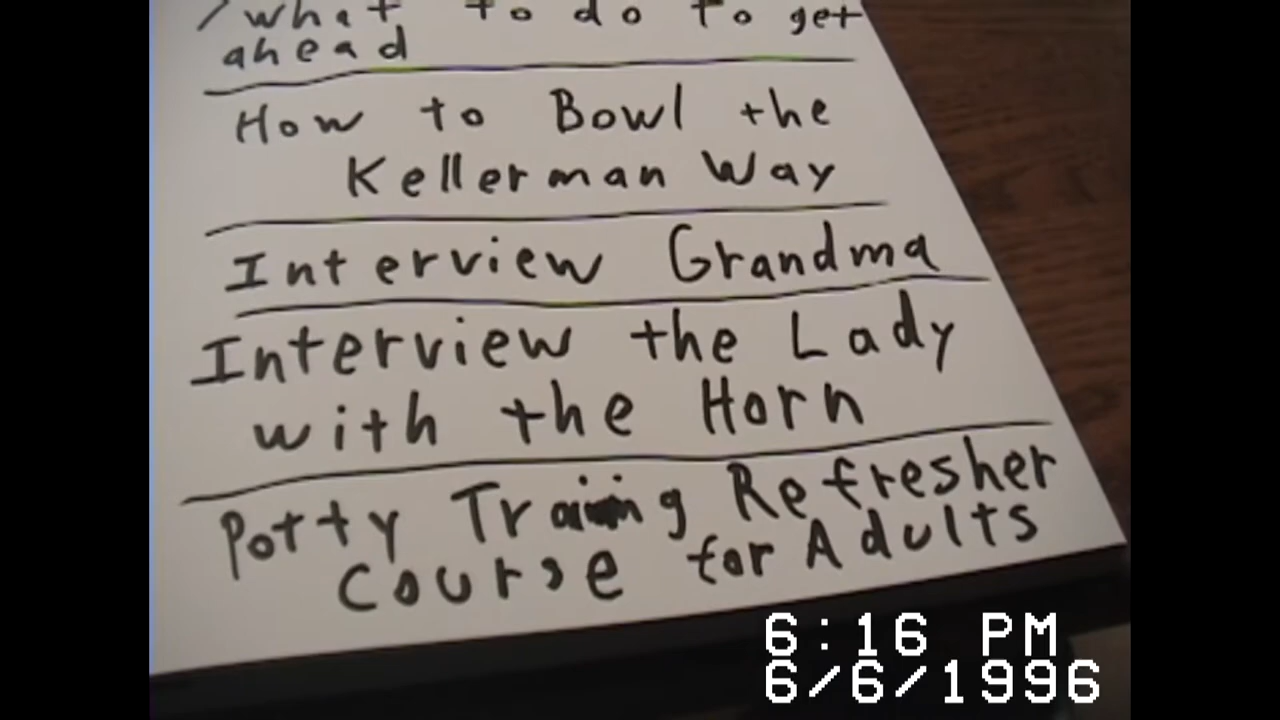 /what to do to get
ahead
How to Bowl the
Kellerman Way
Interview Grandma
Interview the Lady
with the Horn
Potty Training Refresher
Course for Adults
6:16 PM
6/6/1996